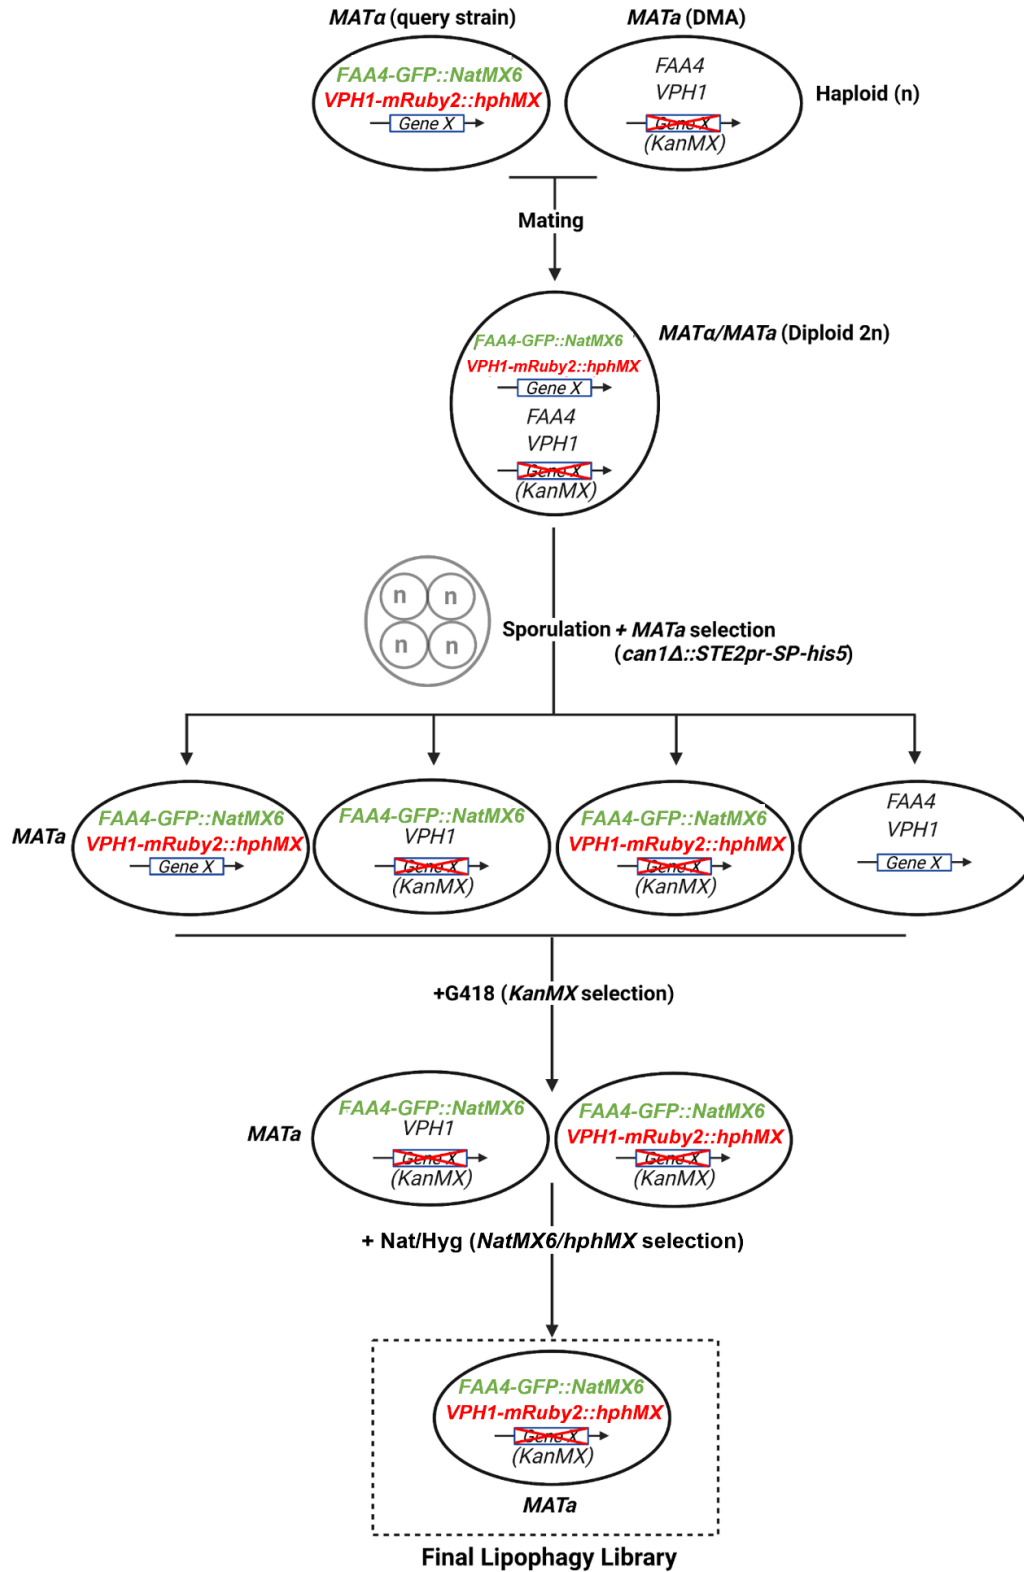 MATα (query strain)
MATa (DMA)
FAA4-GFP::NatMX6
VPH1-mRuby2::hphMX
Gene X
FAA4
VPH1
Gene X
(KanMX)
Haploid (n)
Mating
MATα/MATa (Diploid 2n)
FAA4-GFP::NatMX6
VPH1-mRuby2::hphMX
Gene X
FAA4
VPH1
Gene X
(KanMX)
n n
n n
Sporulation + MATa selection
(can1Δ::STE2pr-SP-his5)
MATa
FAA4-GFP::NatMX6
VPH1-mRuby2::hphMX
Gene X
FAA4-GFP::NatMX6
VPH1
Gene X
(KanMX)
FAA4-GFP::NatMX6
VPH1-mRuby2::hphMX
Gene X
(KanMX)
FAA4
VPH1
Gene X
+G418 (KanMX selection)
MATa
FAA4-GFP::NatMX6
VPH1
Gene X
(KanMX)
FAA4-GFP::NatMX6
VPH1-mRuby2::hphMX
Gene X
(KanMX)
+ Nat/Hyg (NatMX6/hphMX selection)
FAA4-GFP::NatMX6
VPH1-mRuby2::hphMX
Gene X
(KanMX)
MATa
Final Lipophagy Library